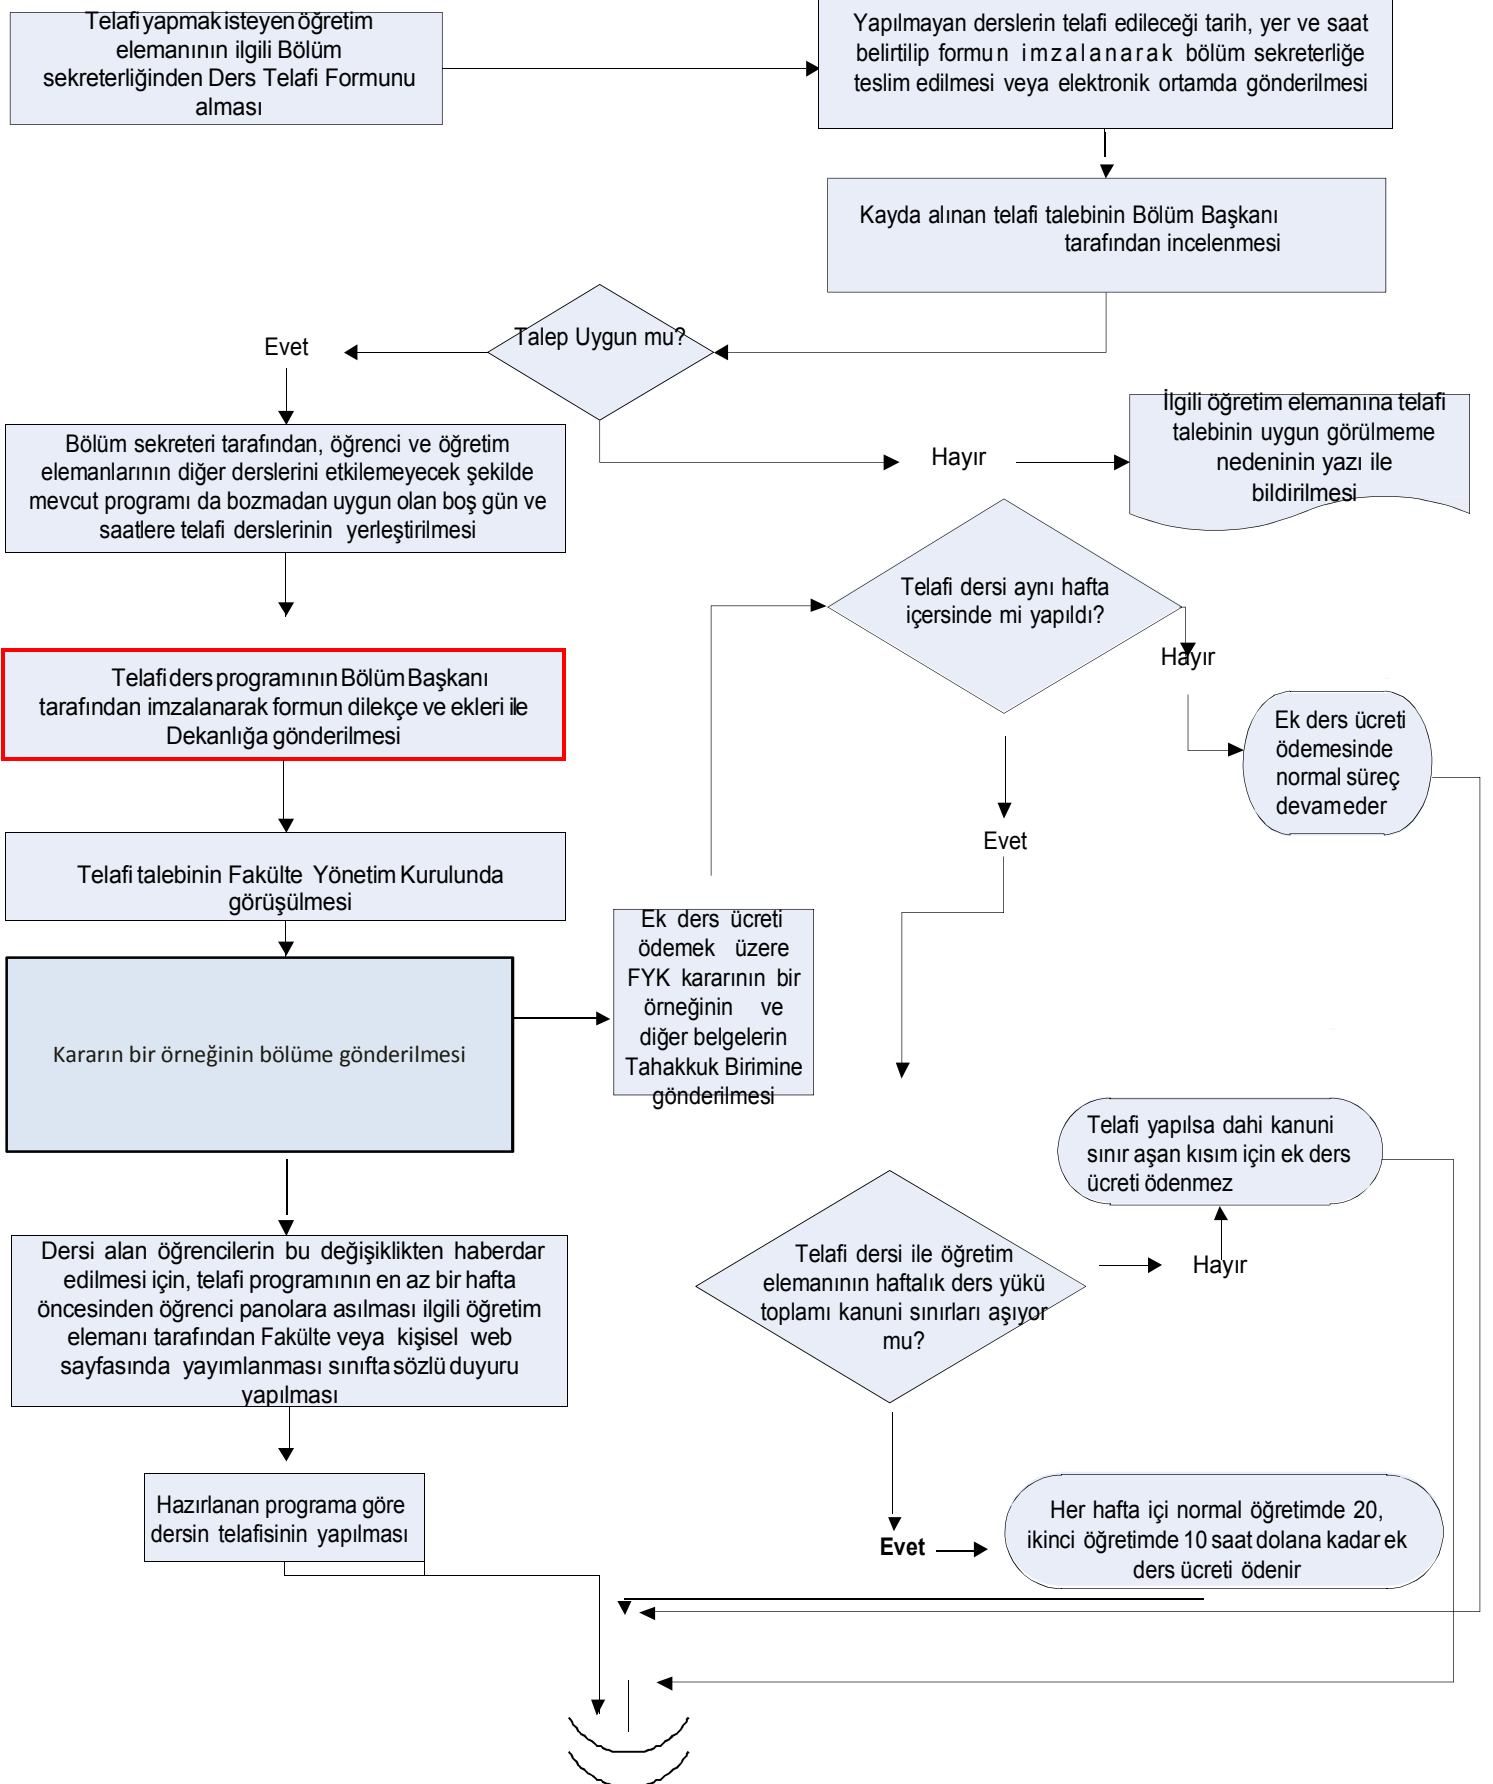 Telafi yapmak isteyen öğretim
elemanının ilgili Bölüm
sekreterliğinden Ders Telafi Formunu
alması
Yapılmayan derslerin telafi edileceği tarih, yer ve saat
belirtilip formun imzalanarak bölüm sekreterliğe
teslim edilmesi veya elektronik ortamda gönderilmesi
Kayda alınan telafi talebinin Bölüm Başkanı
tarafından incelenmesi
Talep Uygun mu?
Evet
Hayır
İlgili öğretim elemanına telafi
talebinin uygun görülmeme
nedeninin yazı ile
bildirilmesi
Bölüm sekreteri tarafından, öğrenci ve öğretim
elemanlarının diğer derslerini etkilemeyecek şekilde
mevcut programı da bozmadan uygun olan boş gün ve
saatlere telafi derslerinin yerleştirilmesi
Telafi dersi aynı hafta
içersinde mi yapıldı?
Hayır
Telafi ders programının Bölüm Başkanı
tarafından imzalanarak formun dilekçe ve ekleri ile
Dekanlığa gönderilmesi
Ek ders ücreti
ödemesinde
normal süreç
devam eder
Evet
Telafi talebinin Fakülte Yönetim Kurulunda
görüşülmesi
Ek ders ücreti
ödemek üzere
FYK kararının bir
örneğinin ve
diğer belgelerin
Tahakkuk Birimine
gönderilmesi
Kararın bir örneğinin bölüme gönderilmesi
Telafi yapılsa dahi kanuni
sınır aşan kısım için ek ders
ücreti ödenmez
Telafi dersi ile öğretim
elemanının haftalık ders yükü
toplamı kanuni sınırları aşıyor
mu?
Hayır
Dersi alan öğrencilerin bu değişiklikten haberdar
edilmesi için, telafi programının en az bir hafta
öncesinden öğrenci panolara asılması ilgili öğretim
elemanı tarafından Fakülte veya kişisel web
sayfasında yayımlanması sınıfta sözlü duyuru
yapılması
Hazırlanan programa göre
dersin telafisinin yapılması
Evet
Her hafta içi normal öğretimde 20,
ikinci öğretimde 10 saat dolana kadar ek
ders ücreti ödenir